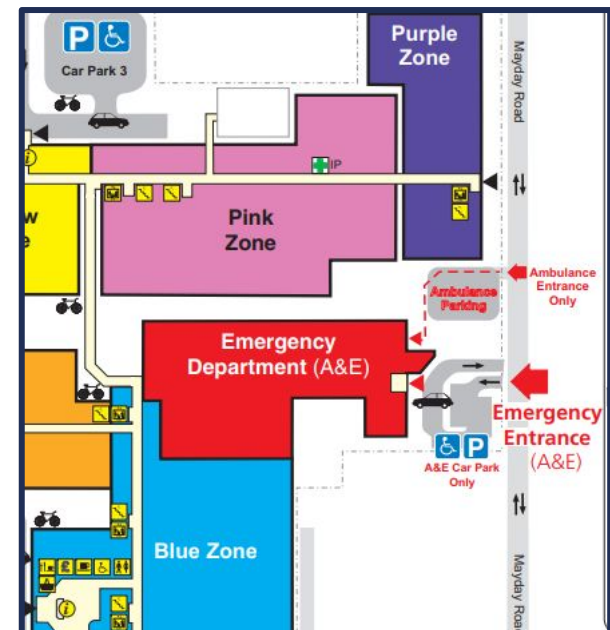 P
Car Park 3
Purple
Zone
Mayday Road
i
IP
Pink
Zone
Ambulance
Entrance
Only
Ambulance
Parking
Emergency
Department (A&E)
Emergency
Entrance
(A&E)
P
A&E Car Park
Only
Blue Zone
£
i
Mayday Roa